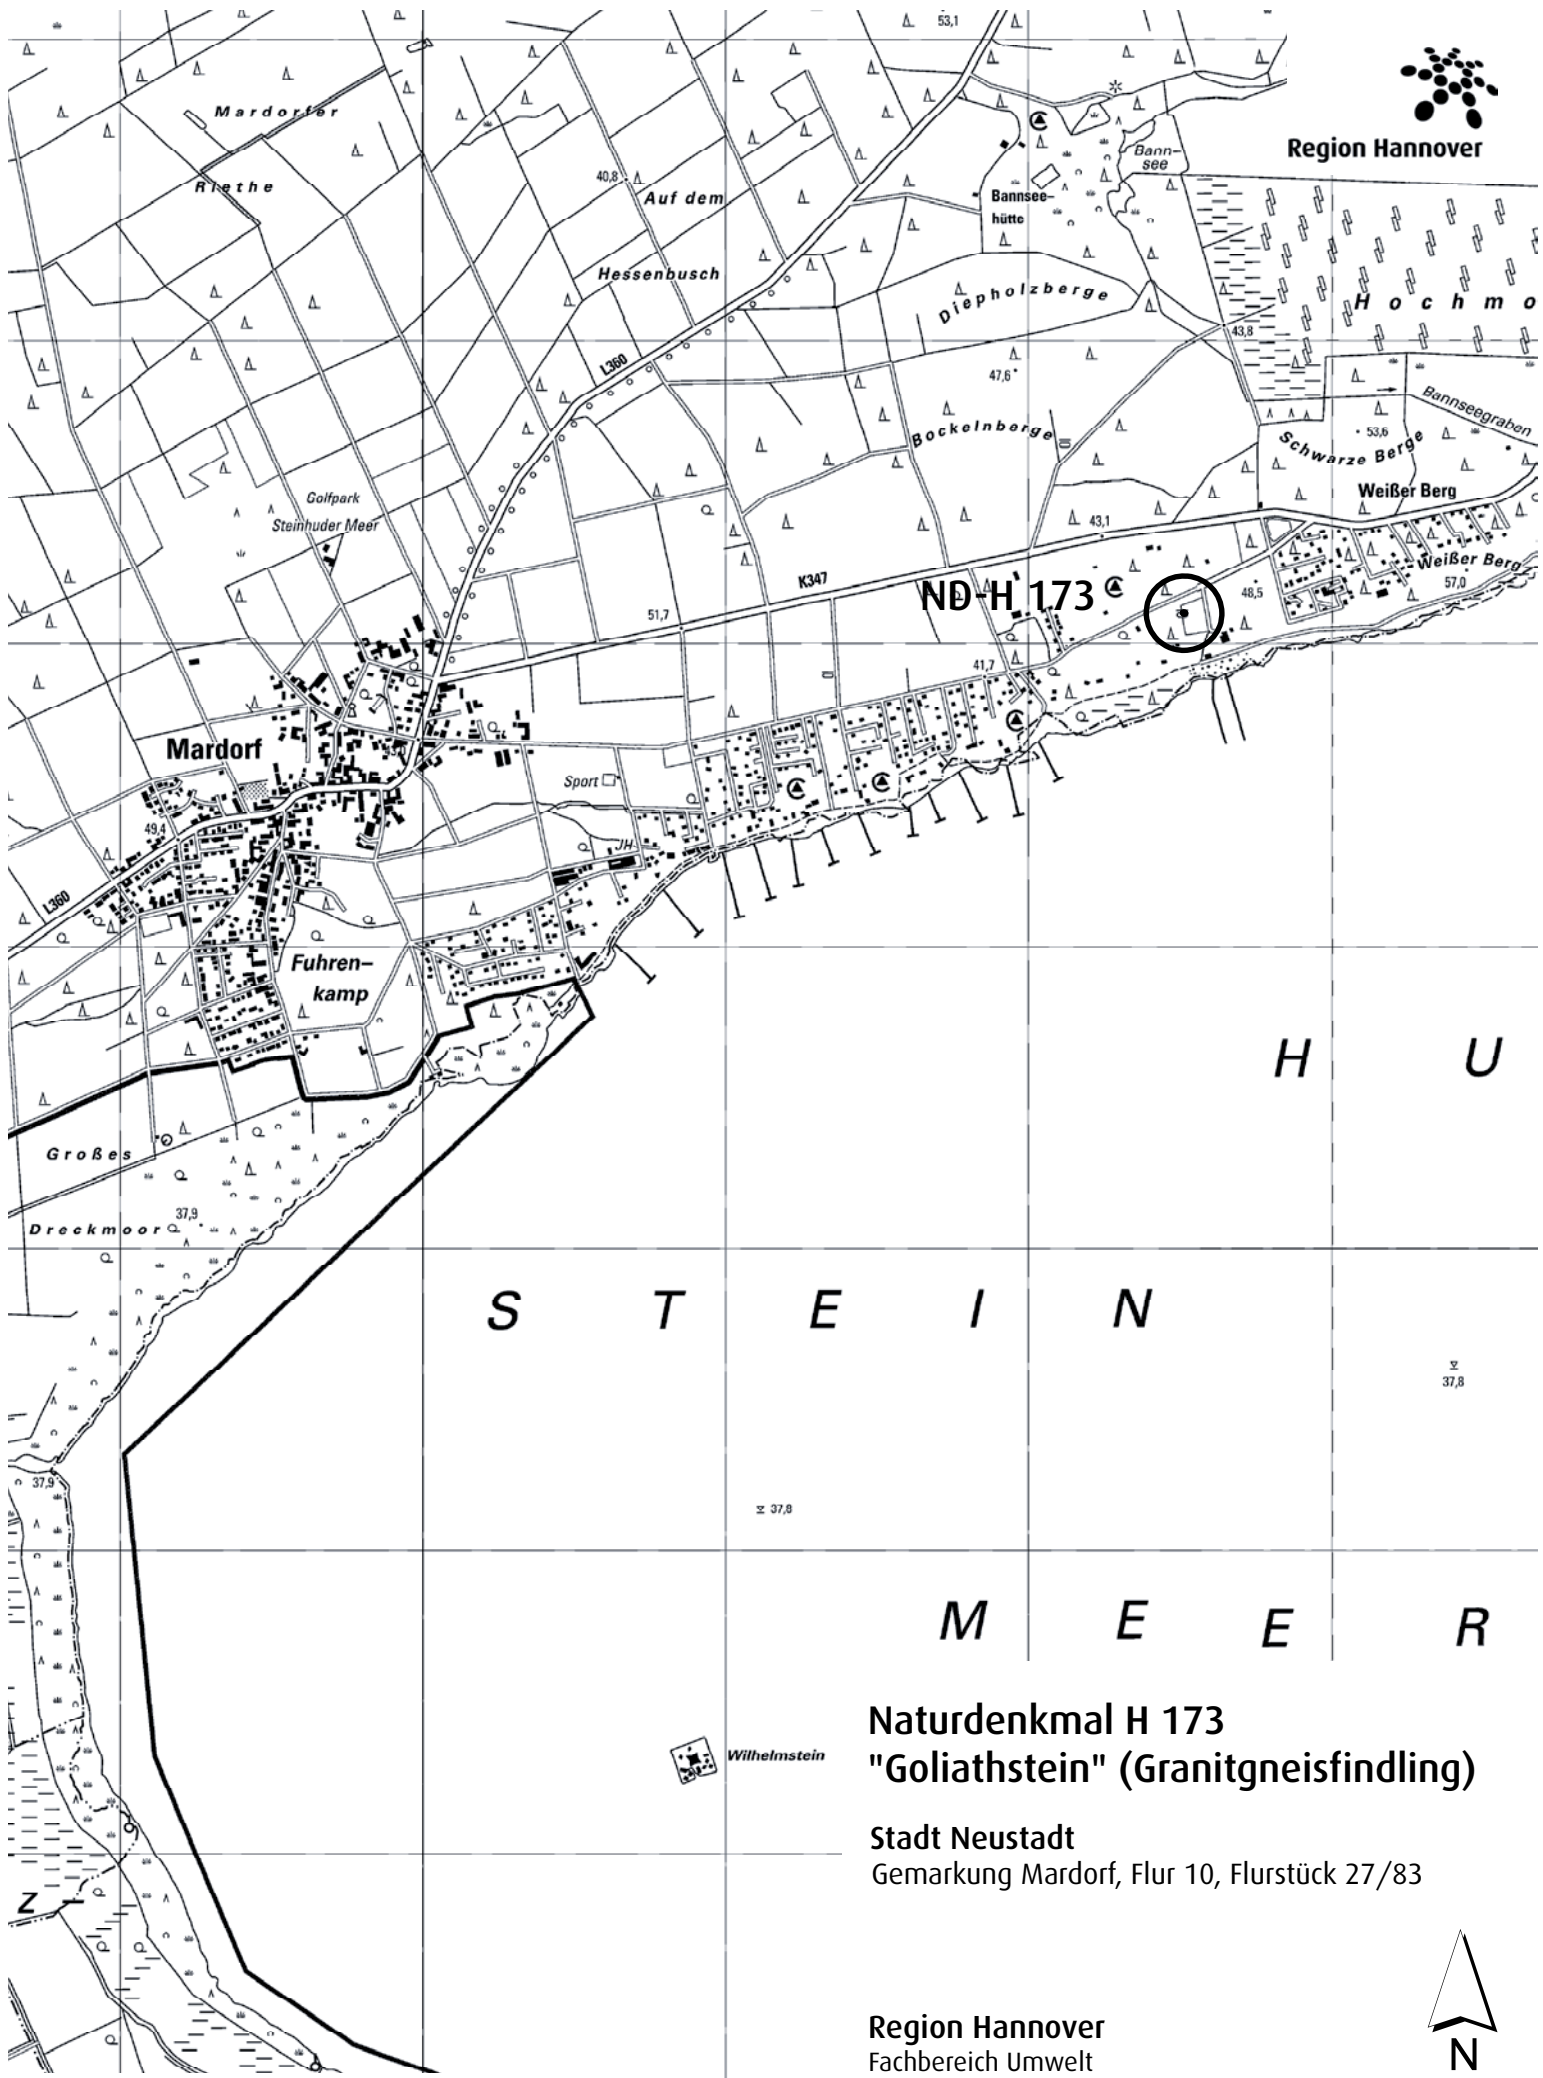 53,1
Mardorfer
Riethe
40,8
Auf dem
Hessenbusch
Bann-
see
Bannsee-
hütte
Region Hannover
Diepholzberge
Hochmo
43,8
L360
47,6
Bockelnberge
Bannseegraben
53,6
Schwarze Berge
Weißer Berg
Golfpark
Steinhuder Meer
43,1
K347
ND-H 173
Weißer Berg
57,0
48,5
51,7
41,7
Mardorf
43,0
Sport
49,4
JH
L360
Fuhren-
kamp
H U
Großes
Dreckmoor
37,9
S T E I N
37,8
37,9
37,8
M E E R
Wilhelmstein
Naturdenkmal H 173
"Goliathstein" (Granitgneisfindling)
Stadt Neustadt
Gemarkung Mardorf, Flur 10, Flurstück 27/83
Z
Region Hannover
Fachbereich Umwelt
N